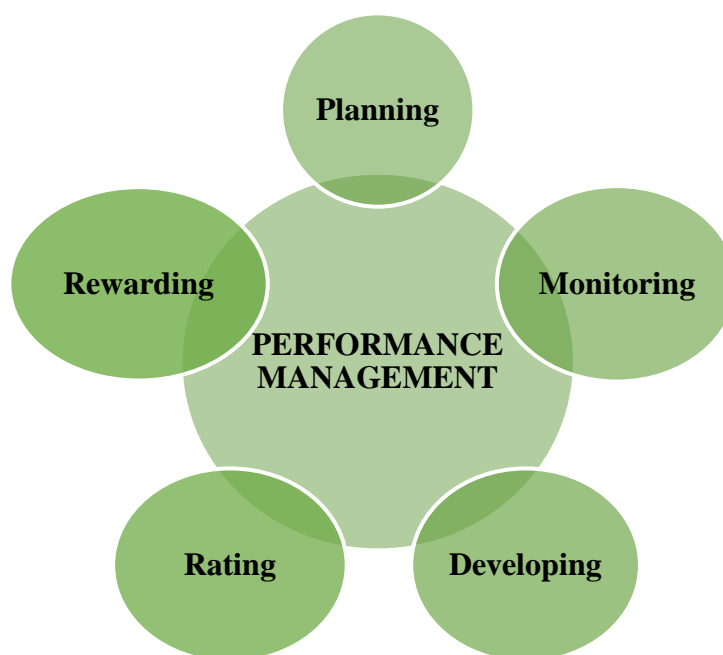 Planning
Rewarding
Monitoring
PERFORMANCE
MANAGEMENT
Rating
Developing